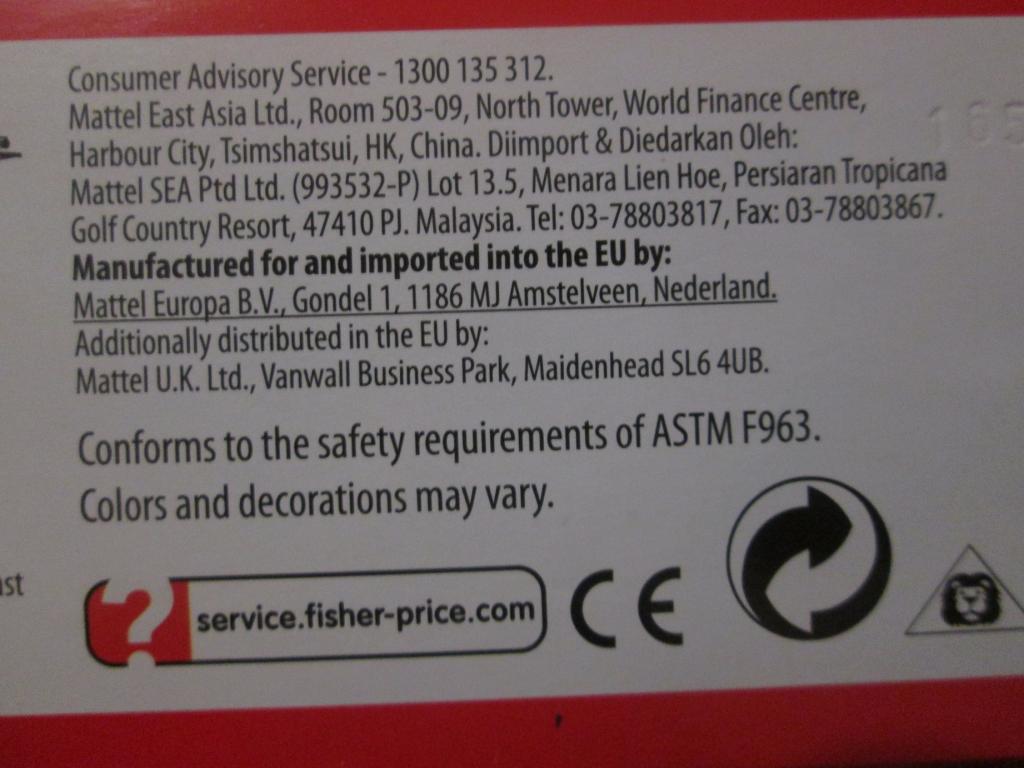 Consumer Advisory Service - 1300 135 312.
Mattel East Asia Ltd., Room 503-09, North Tower, World Finance Centre,
Harbour City, Tsimshatsui, HK, China. Diimport & Diedarkan Oleh:
Mattel SEA Ptd Ltd. (993532-P) Lot 13.5, Menara Lien Hoe, Persiaran Tropicana
Golf Country Resort, 47410 PJ. Malaysia. Tel: 03-78803817, Fax: 03-78803867.
Manufactured for and imported into the EU by:
Mattel Europa B.V., Gondel 1, 1186 MJ Amstelveen, Nederland.
Additionally distributed in the EU by:
Mattel U.K. Ltd., Vanwall Business Park, Maidenhead SL6 4UB.
Conforms to the safety requirements of ASTM F963.
Colors and decorations may vary.
? service.fisher-price.com CE